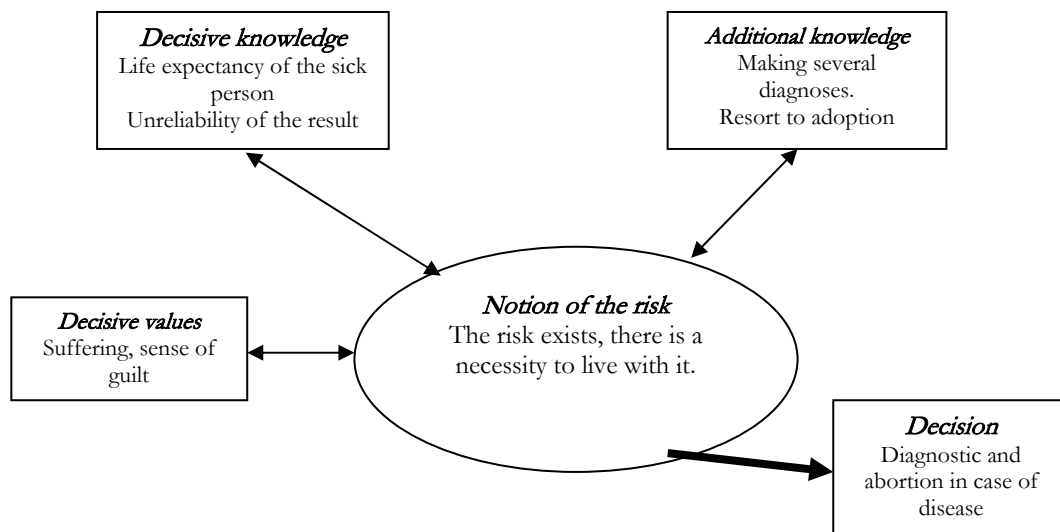 Decisive knowledge
Life expectancy of the sick
person
Unreliability of the result
Additional knowledge
Making several
diagnoses.
Resort to adoption
Notion of the risk
The risk exists, there is a
necessity to live with it.
Decisive values
Suffering, sense of
guilt
Decision
Diagnostic and
abortion in case of
disease